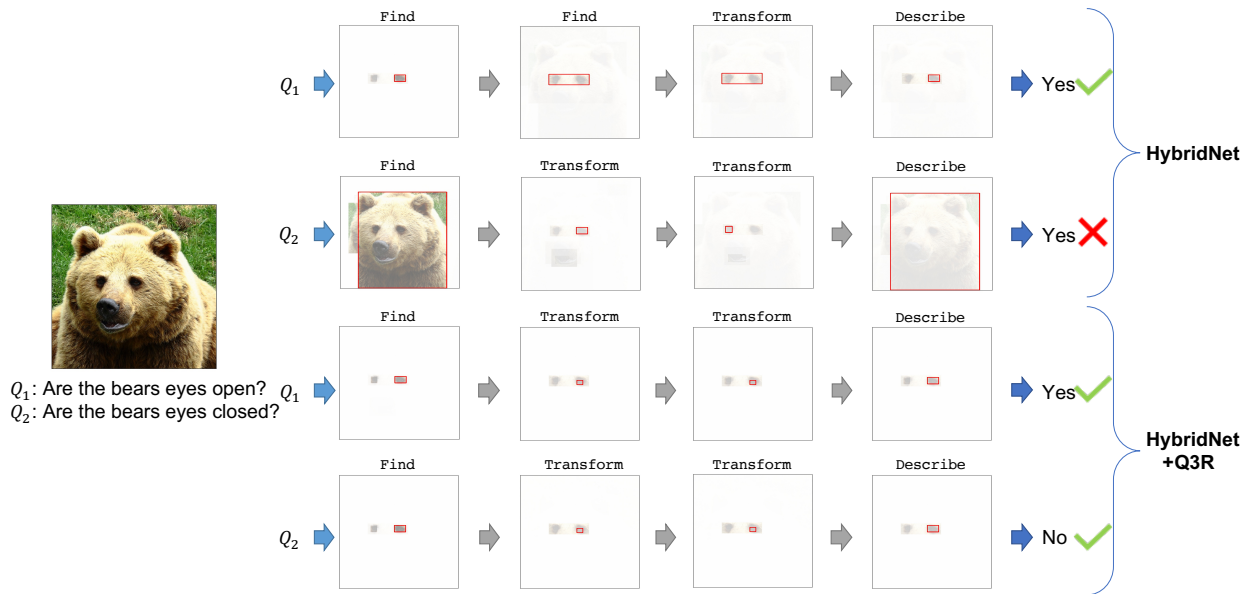 Find Find Transform Describe
Q₁ Yes
HybridNet
Find Transform Transform Describe
Q₂ Yes
Q₁: Are the bears eyes open?
Q₂: Are the bears eyes closed?
Find Transform Transform Describe
Q₁ Yes
HybridNet
+Q3R
Find Transform Transform Describe
Q₂ No